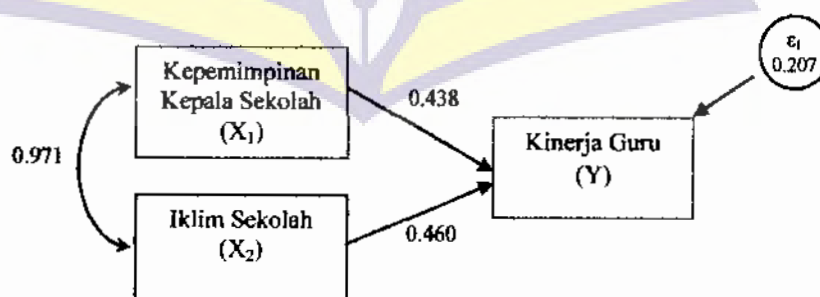 ε₁
0.207
Kepemimpinan
Kepala Sekolah
(X₁)
0.438
Kinerja Guru
(Y)
0.971
Iklim Sekolah
(X₂)
0.460